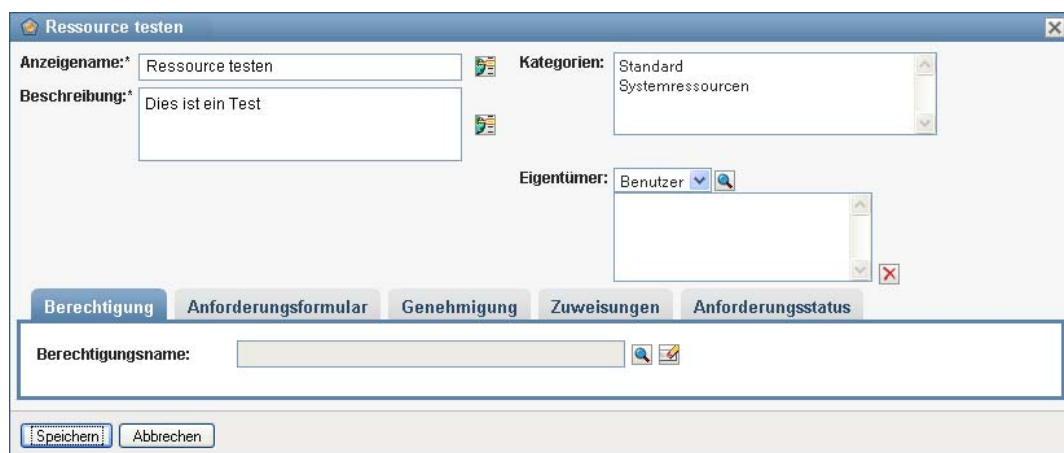 Ressource testen
Anzeigename:* Ressource testen
Beschreibung:* Dies ist ein Test
Kategorien: Standard
Systemressourcen
Eigentümer: Benutzer
Berechtigung Anforderungsformular Genehmigung Zuweisungen Anforderungsstatus
Berechtigungsname:
Speichern Abbrechen